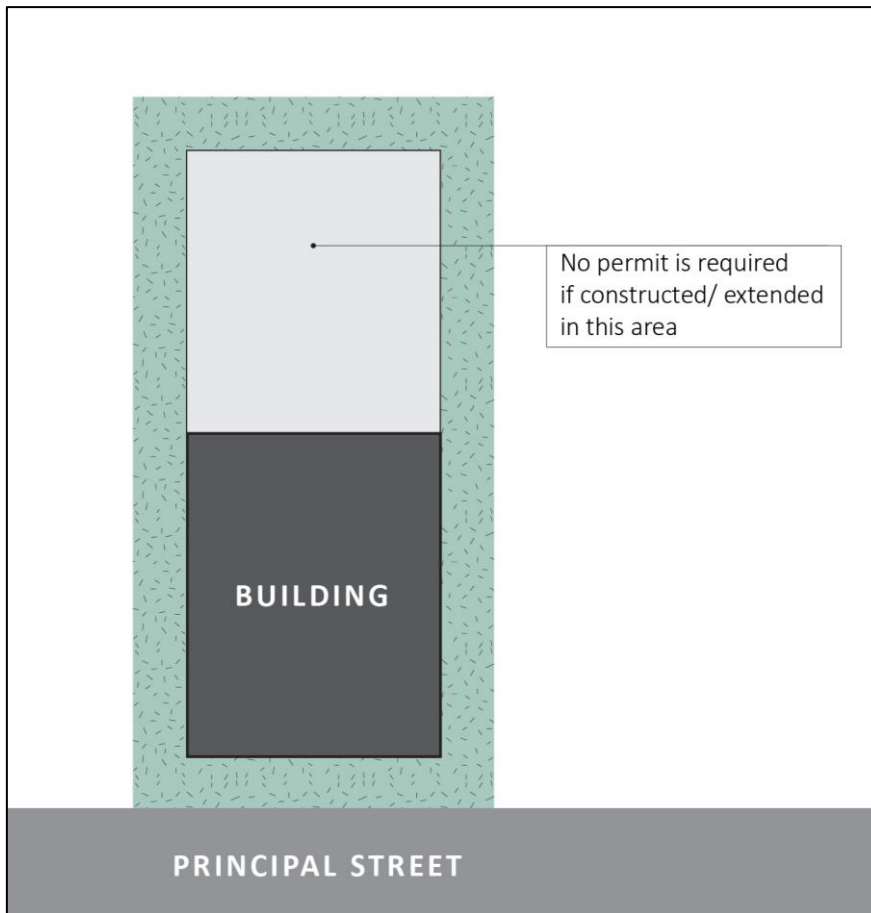 No permit is required
if constructed/ extended
in this area
BUILDING
PRINCIPAL STREET